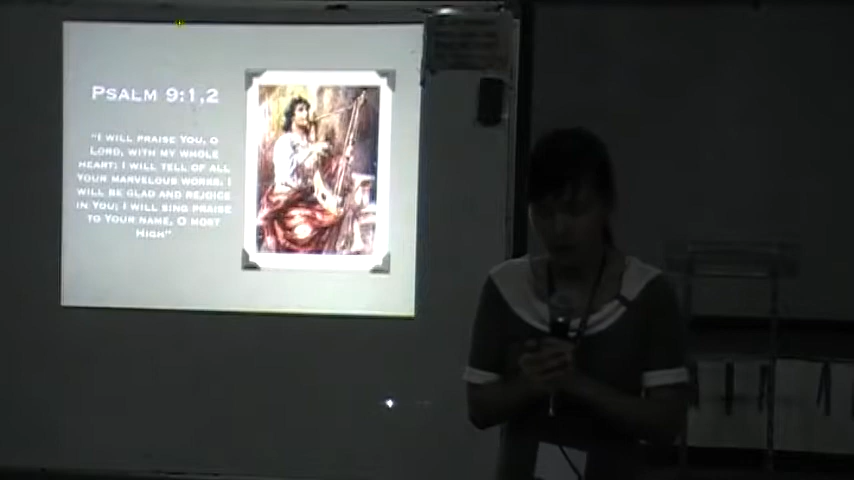 PSALM 9:1,2
"I WILL PRAISE YOU, O
LORD, WITH MY WHOLE
HEART; I WILL TELL OF ALL
YOUR MARVELOUS WORKS. I
WILL BE GLAD AND REJOICE
IN YOU; I WILL SING PRAISE
TO YOUR NAME, O MOST
HIGH"